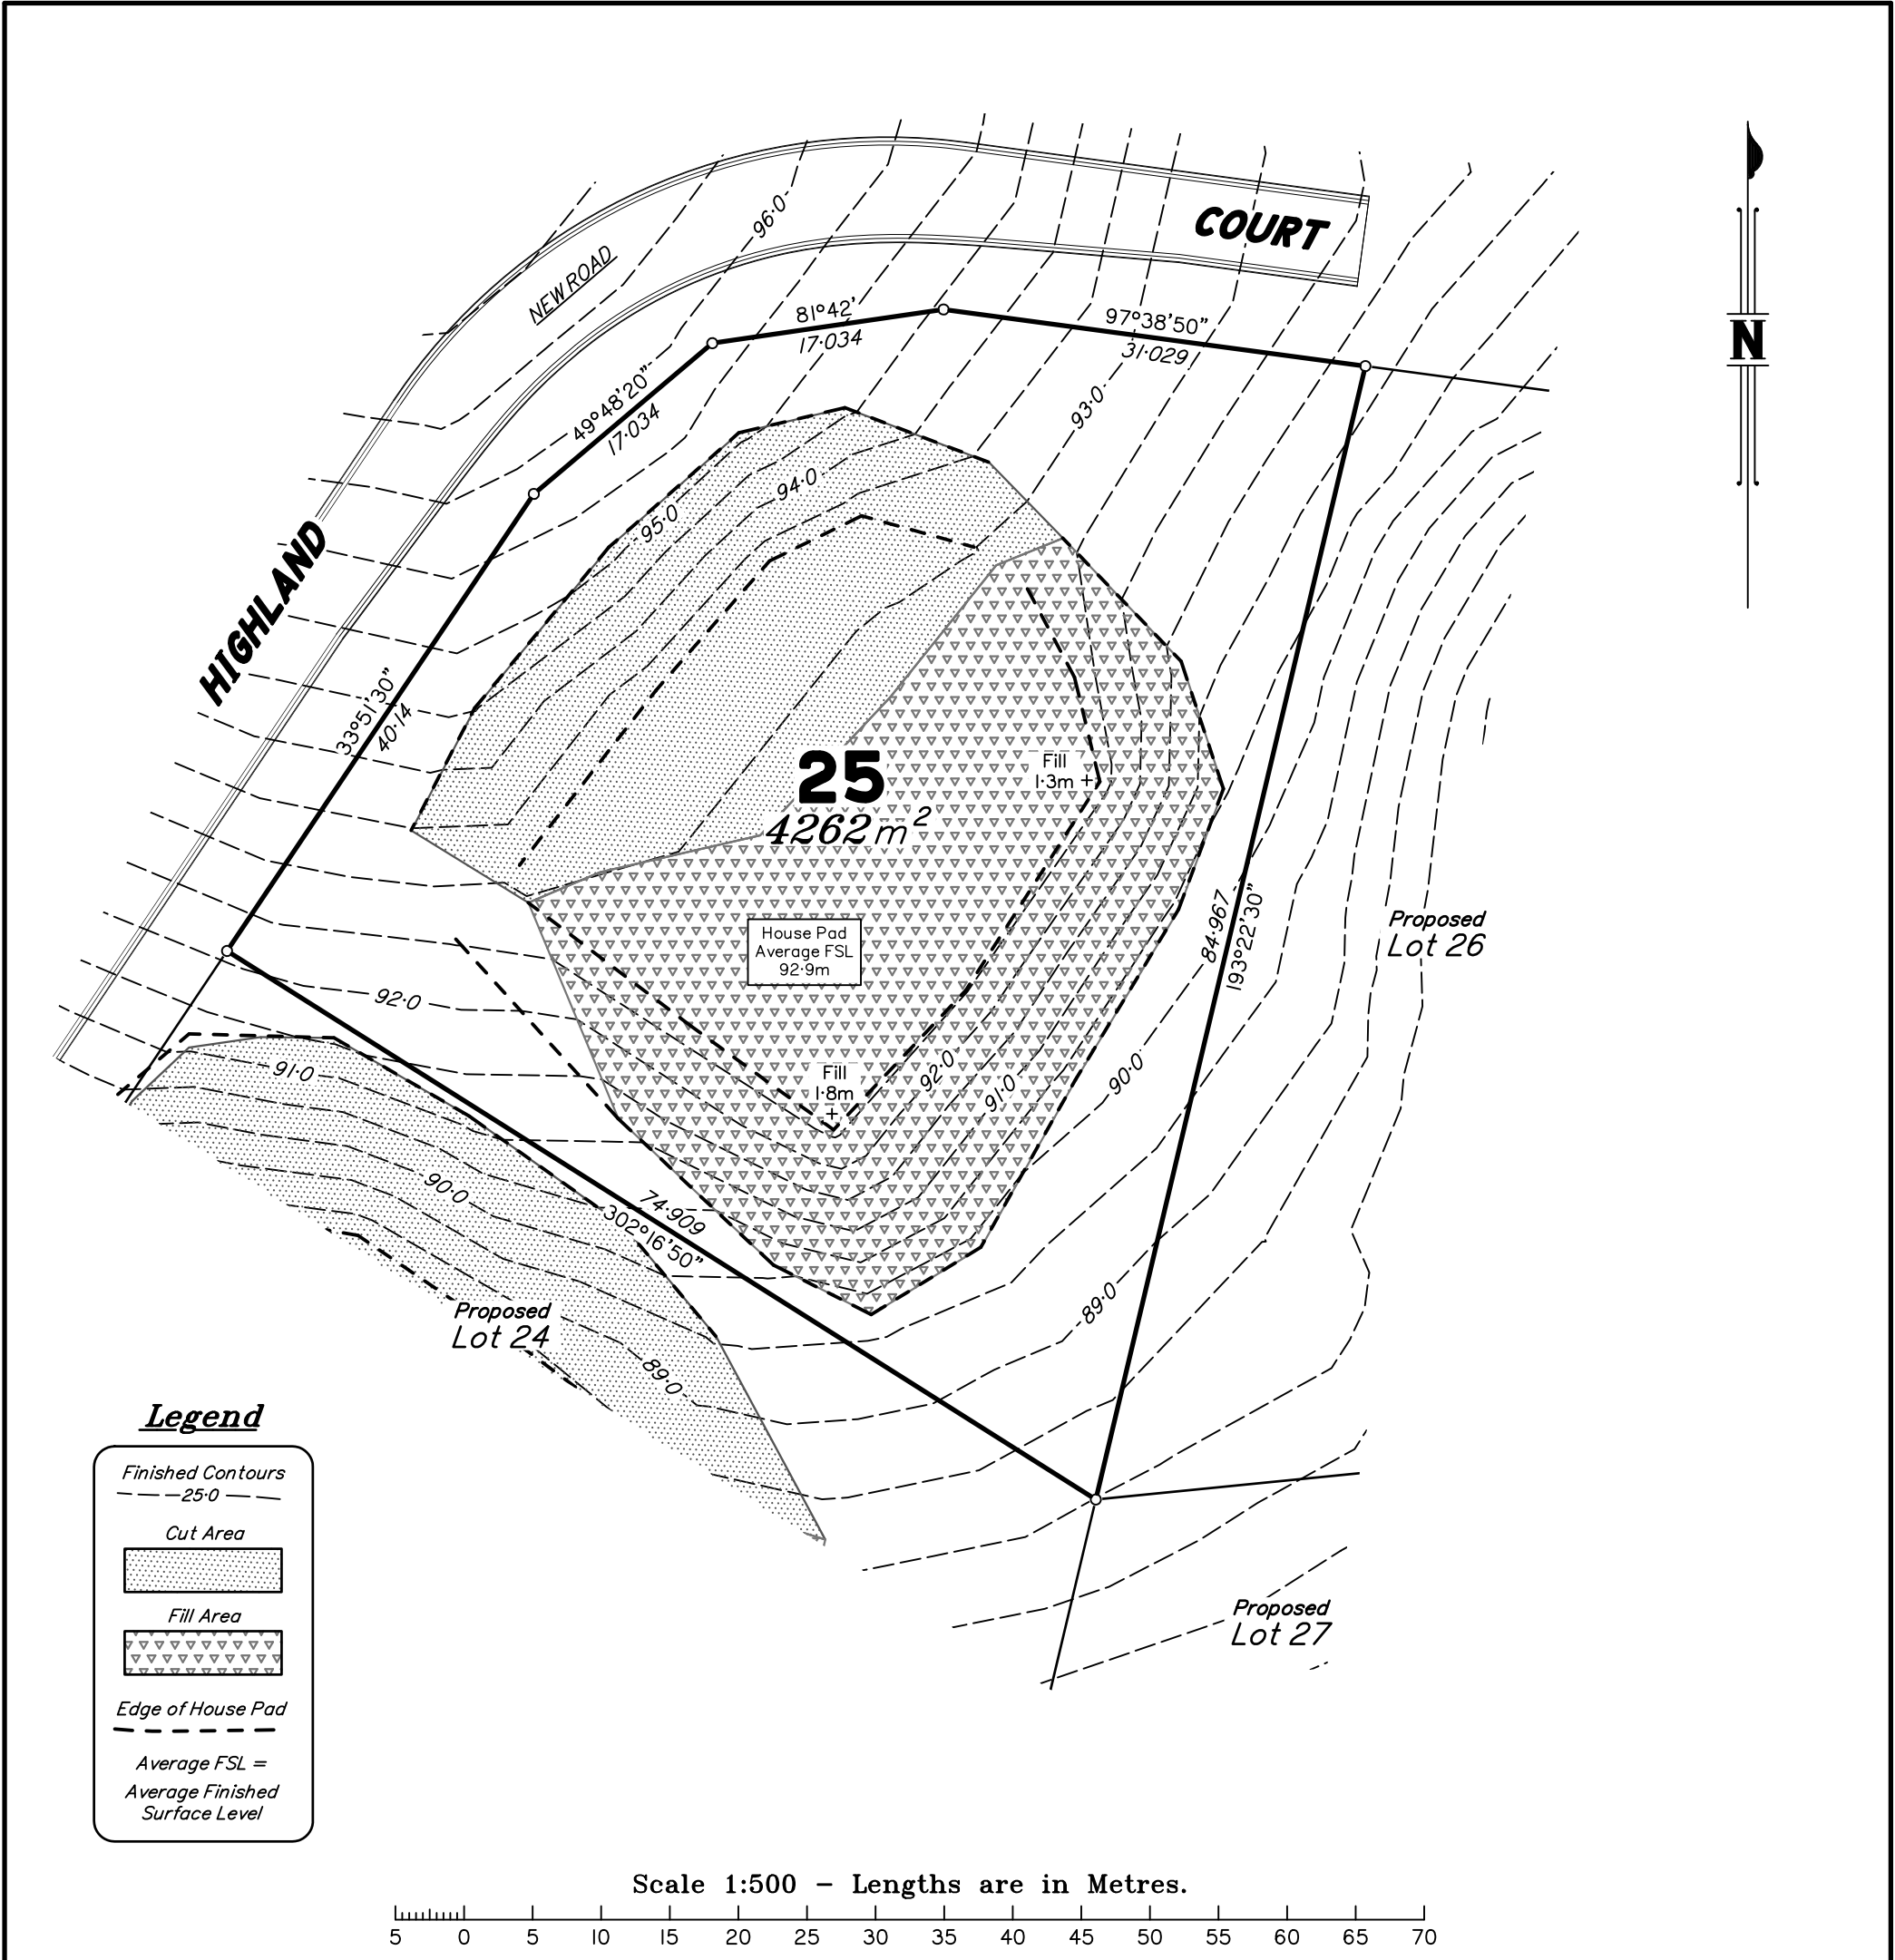 COURT
96·0
NEW ROAD
N
81°42'
17·034
97°38'50"
31·029
49°48'20"
17·034
93·0
94·0
95·0
HIGHLAND
33°51'30"
40·14
25
4262 m²
Fill
1·3m +
House Pad
Average FSL
92·9m
84·967
193°22'30"
Proposed
Lot 26
92·0
91·0
Fill
1·8m
+
92·0
91·0
90·0
90·0
74·909
302°16'50"
89·0
Proposed
Lot 24
89·0
Proposed
Lot 27
Legend
Finished Contours
25·0
Cut Area
Fill Area
Edge of House Pad
Average FSL =
Average Finished
Surface Level
Scale 1:500 – Lengths are in Metres.
5 0 5 10 15 20 25 30 35 40 45 50 55 60 65 70